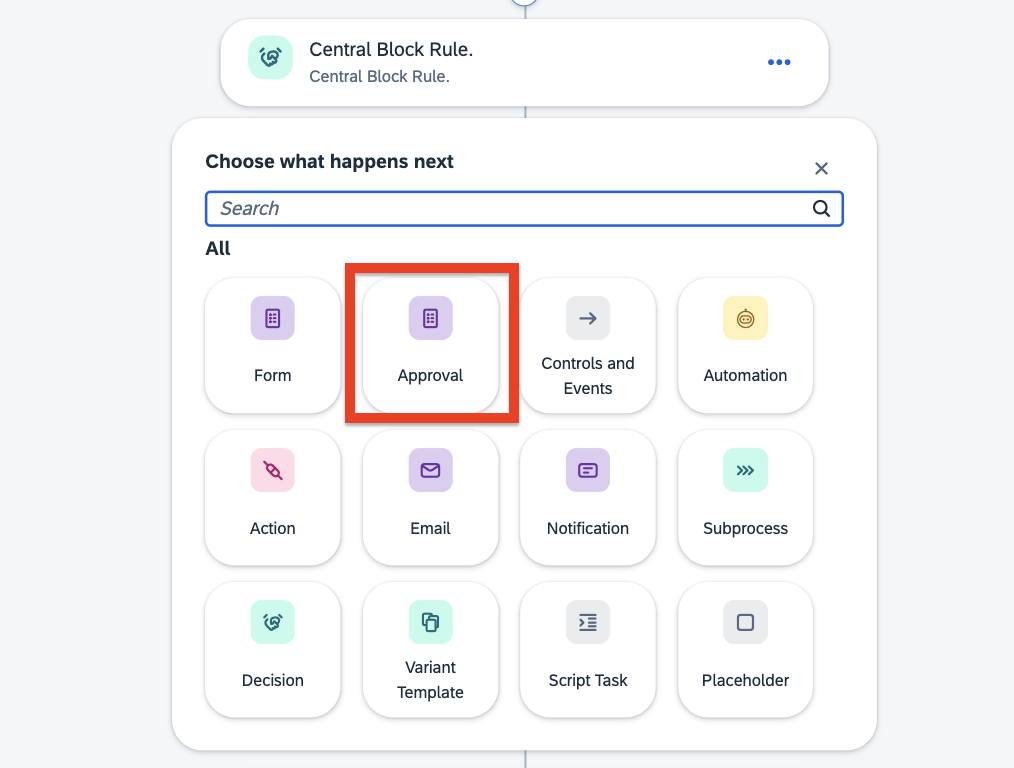 Central Block Rule.
Central Block Rule.
Choose what happens next
Search
All
Form
Approval
Controls and
Events
Automation
Action
Email
Notification
Subprocess
Decision
Variant
Template
Script Task
Placeholder